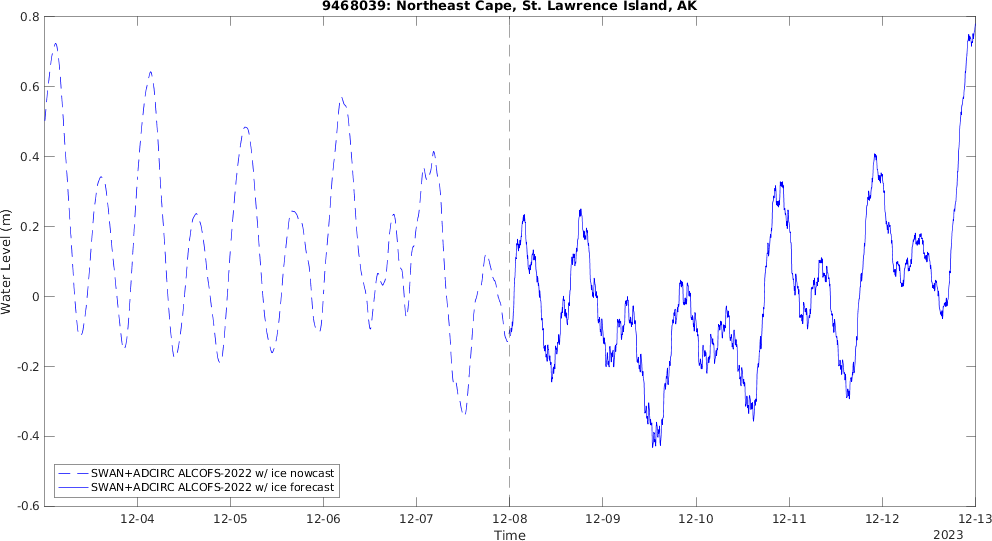 9468039: Northeast Cape, St. Lawrence Island, AK
0.8
0.6
0.4
0.2
0
-0.2
-0.4
-0.6
Water Level (m)
SWAN+ADCIRC ALCOFS-2022 w/ ice nowcast
SWAN+ADCIRC ALCOFS-2022 w/ ice forecast
12-04 12-05 12-06 12-07 12-08 12-09 12-10 12-11 12-12 12-13
Time
2023